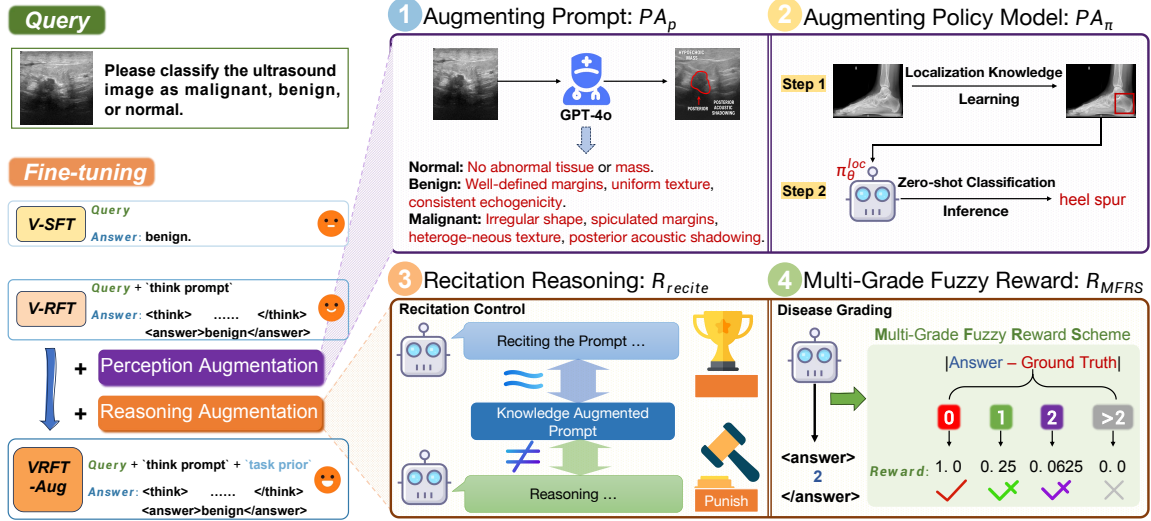 Query
Please classify the ultrasound
image as malignant, benign,
or normal.
Fine-tuning
V-SFT
Query
Answer: benign.
V-RFT
Query + `think prompt`
Answer: <think> ...... </think>
<answer>benign</answer>
+ Perception Augmentation
+ Reasoning Augmentation
VRFT
-Aug
Query + `think prompt` + `task prior`
Answer: <think> ...... </think>
<answer>benign</answer>
1 Augmenting Prompt: PAp
GPT-4o
HYPOECHOIC
MASS
POSTERIOR
POSTERIOR
ACOUSTIC
SHADOWING
Normal: No abnormal tissue or mass.
Benign: Well-defined margins, uniform texture,
consistent echogenicity.
Malignant: Irregular shape, spiculated margins,
heteroge-neous texture, posterior acoustic shadowing.
2 Augmenting Policy Model: PAπ
Step 1
Localization Knowledge
Learning
πθloc
Step 2
Zero-shot Classification
Inference
heel spur
3 Recitation Reasoning: Rrecite
Recitation Control
Reciting the Prompt ...
≈
Knowledge Augmented
Prompt
≠
Reasoning ...
Punish
4 Multi-Grade Fuzzy Reward: RMFRS
Disease Grading
<answer>
2
</answer>
Multi-Grade Fuzzy Reward Scheme
|Answer – Ground Truth|
0 1 2 >2
Reward: 1.0 0.25 0.0625 0.0